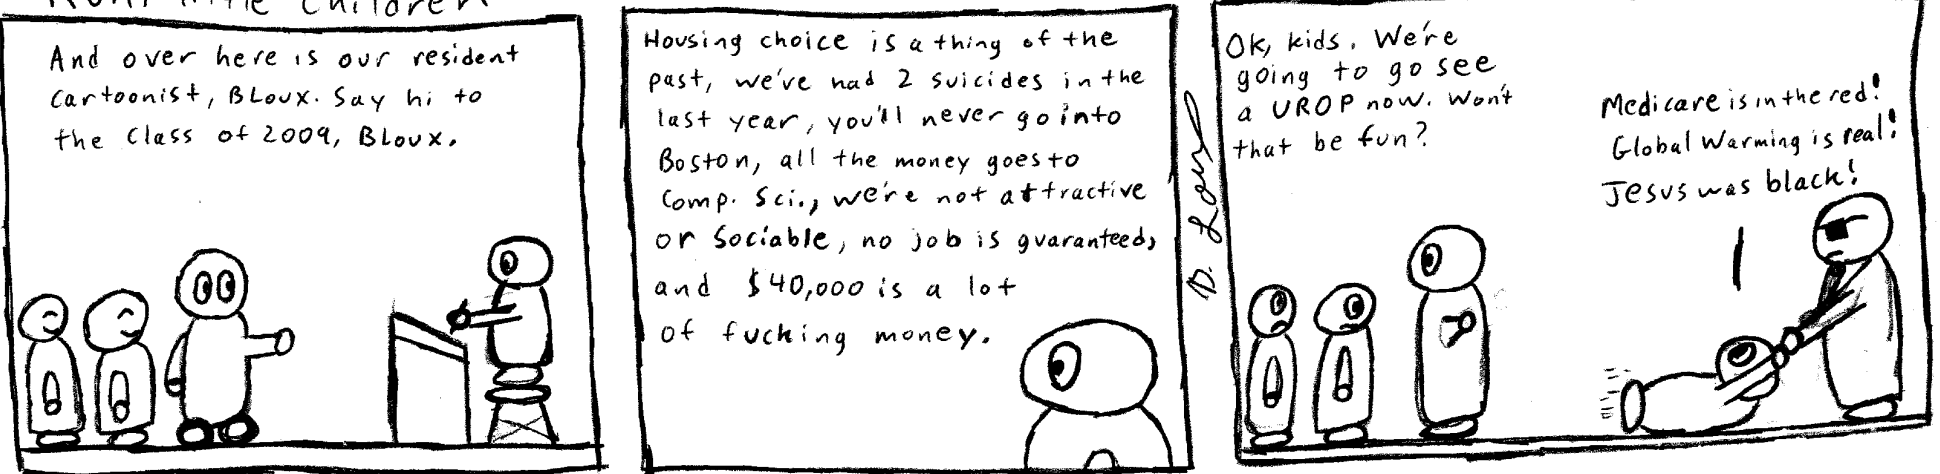 little children
And over here is our resident
cartoonist, BLoux. Say hi to
the class of 2009, BLoux.
Housing choice is a thing of the
past, we've had 2 suicides in the
last year, you'll never go into
Boston, all the money goes to
Comp. Sci., we're not attractive
or sociable, no job is guaranteed,
and $40,000 is a lot
of fucking money.
Ok, kids. We're
going to go see
a UROP now. Won't
that be fun?
Medicare is in the red!
Global Warming is real!
Jesus was black!